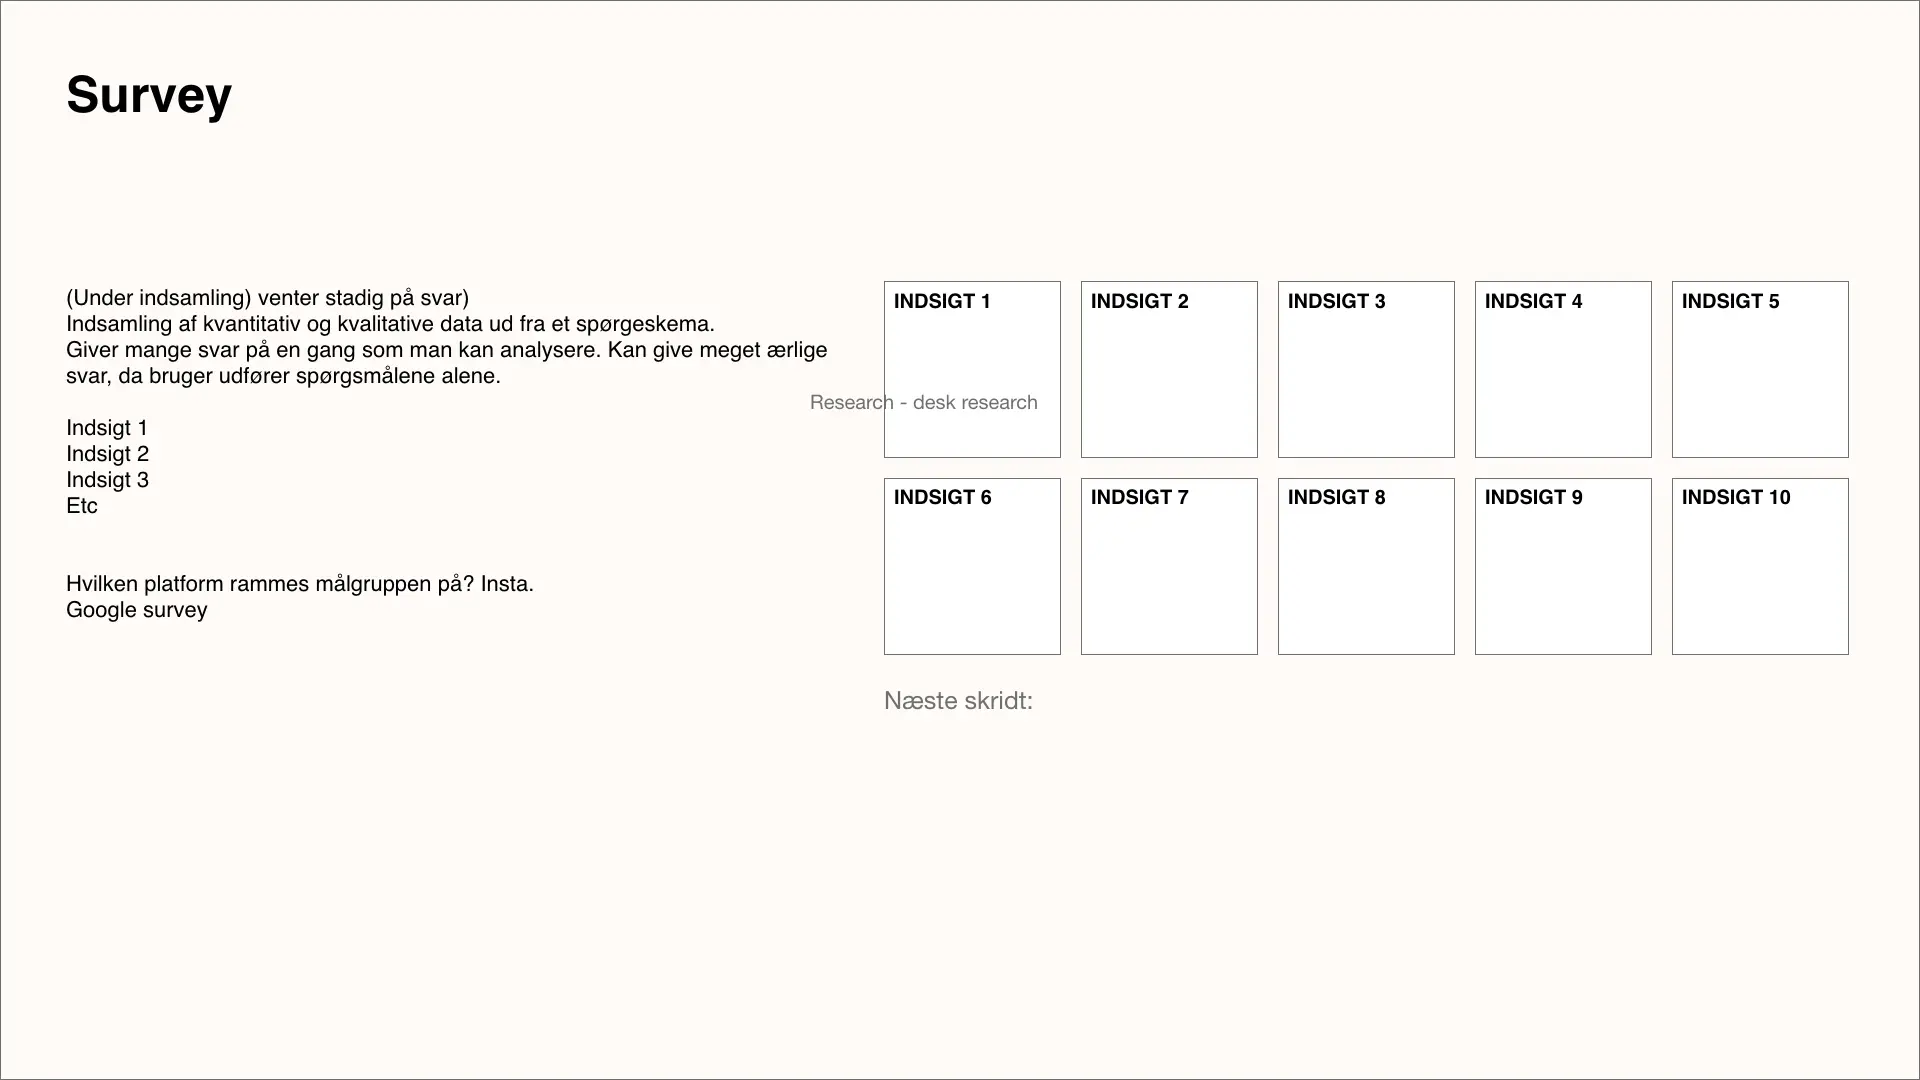 Survey
(Under indsamling) venter stadig på svar)
Indsamling af kvantitativ og kvalitative data ud fra et spørgeskema.
Giver mange svar på en gang som man kan analysere. Kan give meget ærlige
svar, da bruger udfører spørgsmålene alene.
Indsigt 1
Indsigt 2
Indsigt 3
Etc
Hvilken platform rammes målgruppen på? Insta.
Google survey
INDSIGT 1
INDSIGT 2
INDSIGT 3
INDSIGT 4
INDSIGT 5
Research - desk research
INDSIGT 6
INDSIGT 7
INDSIGT 8
INDSIGT 9
INDSIGT 10
Næste skridt: